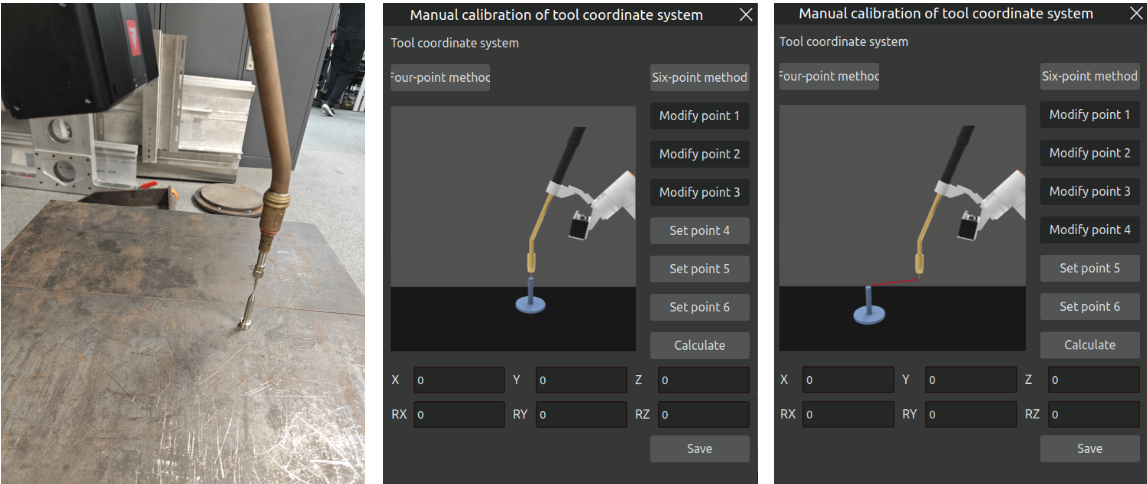 Manual calibration of tool coordinate system
Tool coordinate system
Four-point method
Six-point method
Modify point 1
Modify point 2
Modify point 3
Set point 4
Set point 5
Set point 6
Calculate
X 0 Y 0 Z 0
RX 0 RY 0 RZ 0
Save
Manual calibration of tool coordinate system
Tool coordinate system
Four-point method
Six-point method
Modify point 1
Modify point 2
Modify point 3
Modify point 4
Set point 5
Set point 6
Calculate
X 0 Y 0 Z 0
RX 0 RY 0 RZ 0
Save